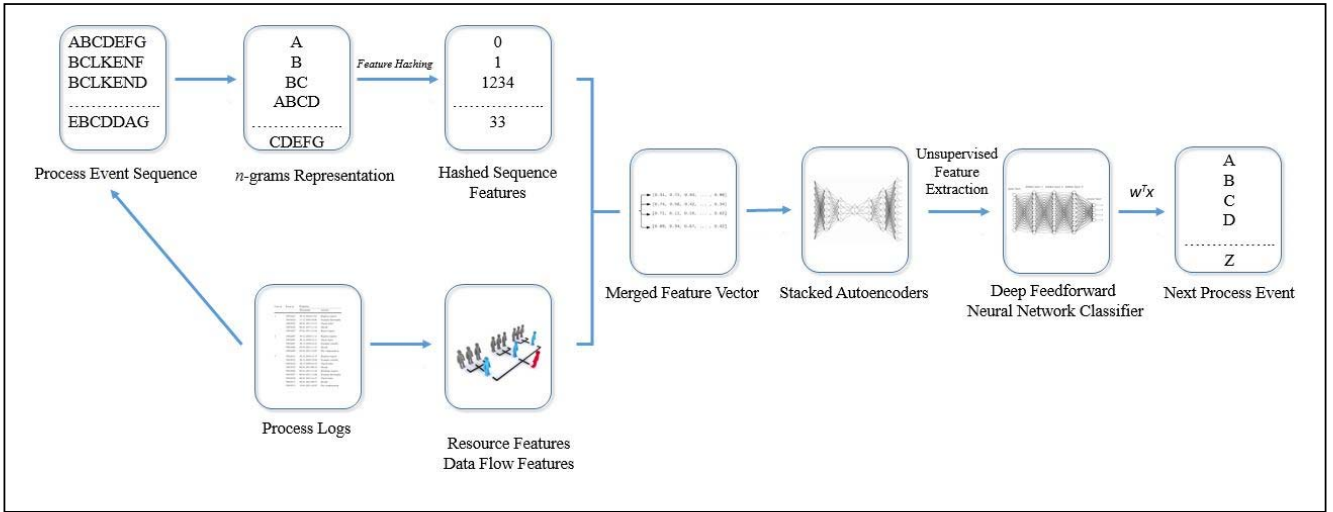 ABCDEFG
BCLKENF
BCLKEND
………………..
EBCDDAG
Process Event Sequence
A
B
BC
ABCD
………………..
CDEFG
n-grams Representation
Feature Hashing
0
1
1234
………………..
33
Hashed Sequence
Features
Process Logs
Resource Features
Data Flow Features
Merged Feature Vector
Stacked Autoencoders
Unsupervised
Feature
Extraction
Deep Feedforward
Neural Network Classifier
wᵀx
A
B
C
D
………………..
Z
Next Process Event